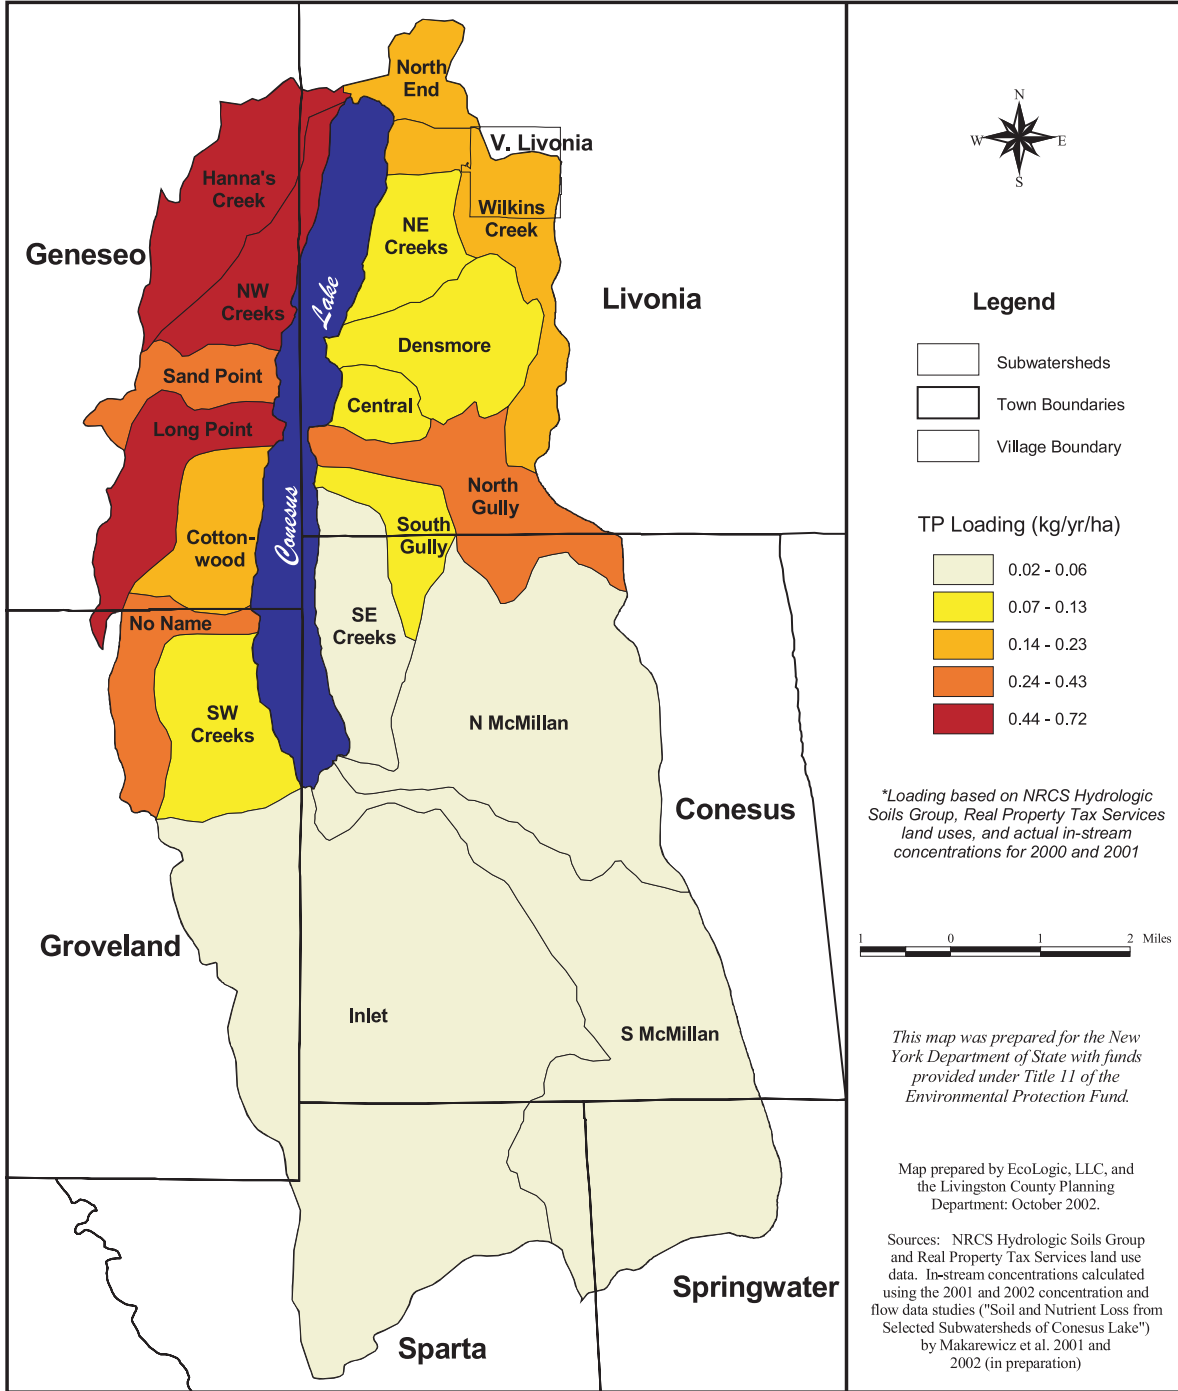 North
End
V. Livonia
Hanna's
Creek
Wilkins
Creek
NE
Creeks
Geneseo
NW
Creeks
Lake
Livonia
Densmore
Sand Point
Central
Long Point
North
Gully
Conesus
Cotton-
wood
South
Gully
No Name
SE
Creeks
SW
Creeks
N McMillan
Conesus
Groveland
Inlet
S McMillan
Springwater
Sparta
N
W
E
S
Legend
Subwatersheds
Town Boundaries
Village Boundary
TP Loading (kg/yr/ha)
0.02 - 0.06
0.07 - 0.13
0.14 - 0.23
0.24 - 0.43
0.44 - 0.72
*Loading based on NRCS Hydrologic
Soils Group, Real Property Tax Services
land uses, and actual in-stream
concentrations for 2000 and 2001
1 0 1 2 Miles
This map was prepared for the New
York Department of State with funds
provided under Title 11 of the
Environmental Protection Fund.
Map prepared by EcoLogic, LLC, and
the Livingston County Planning
Department: October 2002.
Sources: NRCS Hydrologic Soils Group
and Real Property Tax Services land use
data. In-stream concentrations calculated
using the 2001 and 2002 concentration and
flow data studies ("Soil and Nutrient Loss from
Selected Subwatersheds of Conesus Lake")
by Makarewicz et al. 2001 and
2002 (in preparation)